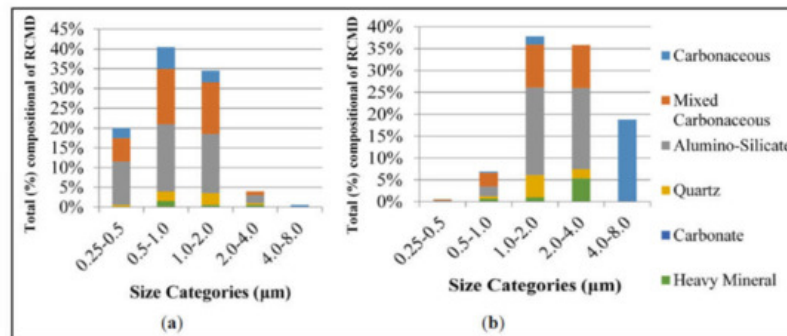 Total (%) compositional of RCMD
45%
40%
35%
30%
25%
20%
15%
10%
5%
0%
0.25-0.5
0.5-1.0
1.0-2.0
2.0-4.0
4.0-8.0
Size Categories (µm)
(a)
Total (%) compositional of RCMD
40%
35%
30%
25%
20%
15%
10%
5%
0%
0.25-0.5
0.5-1.0
1.0-2.0
2.0-4.0
4.0-8.0
Size Categories (µm)
(b)
Carbonaceous
Mixed
Carbonaceous
Alumino-Silicate
Quartz
Carbonate
Heavy Mineral